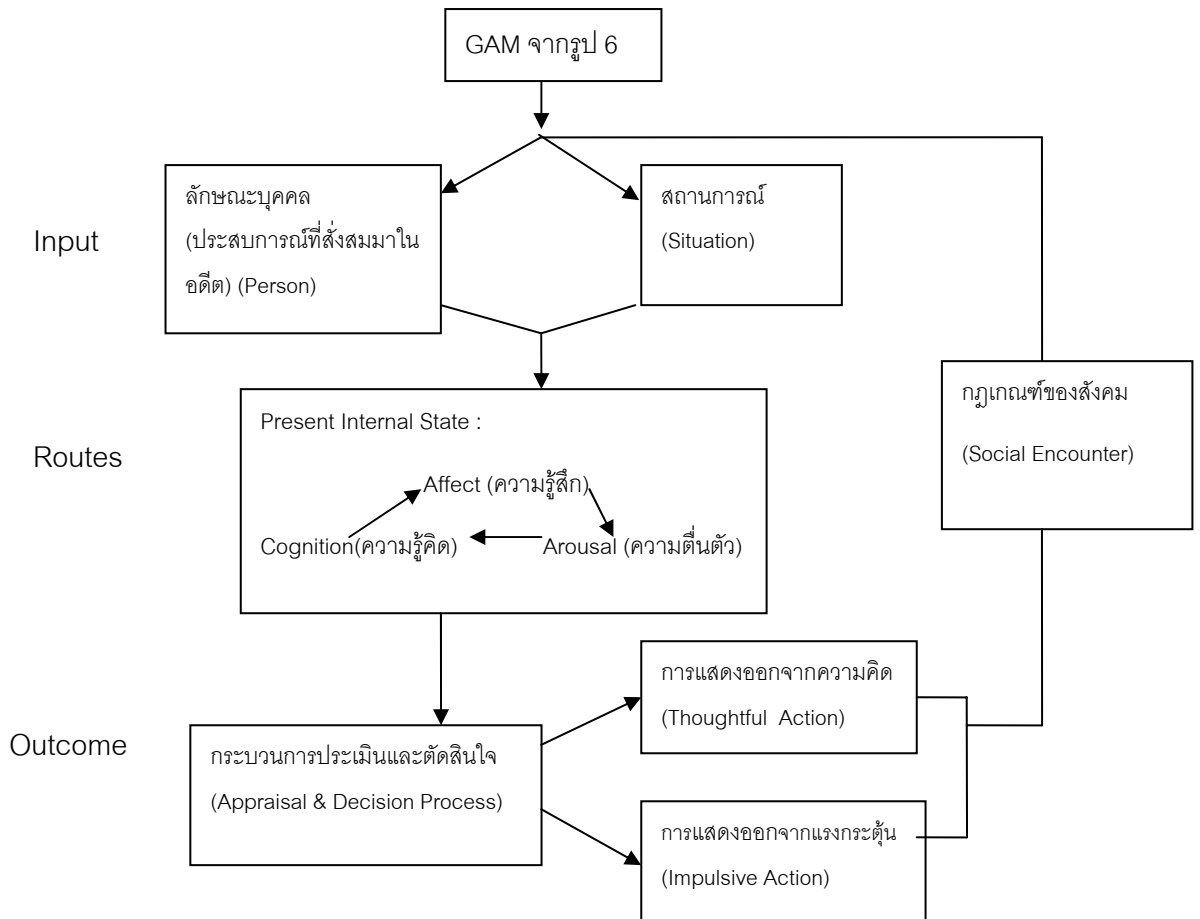 GAM จากรูป 6
Input
ลักษณะบุคคล
(ประสบการณ์ที่สั่งสมมาใน
อดีต) (Person)
สถานการณ์
(Situation)
กฎเกณฑ์ของสังคม
(Social Encounter)
Routes
Present Internal State :
Affect (ความรู้สึก)
Cognition(ความรู้คิด)
Arousal (ความตื่นตัว)
Outcome
กระบวนการประเมินและตัดสินใจ
(Appraisal & Decision Process)
การแสดงออกจากความคิด
(Thoughtful Action)
การแสดงออกจากแรงกระตุ้น
(Impulsive Action)